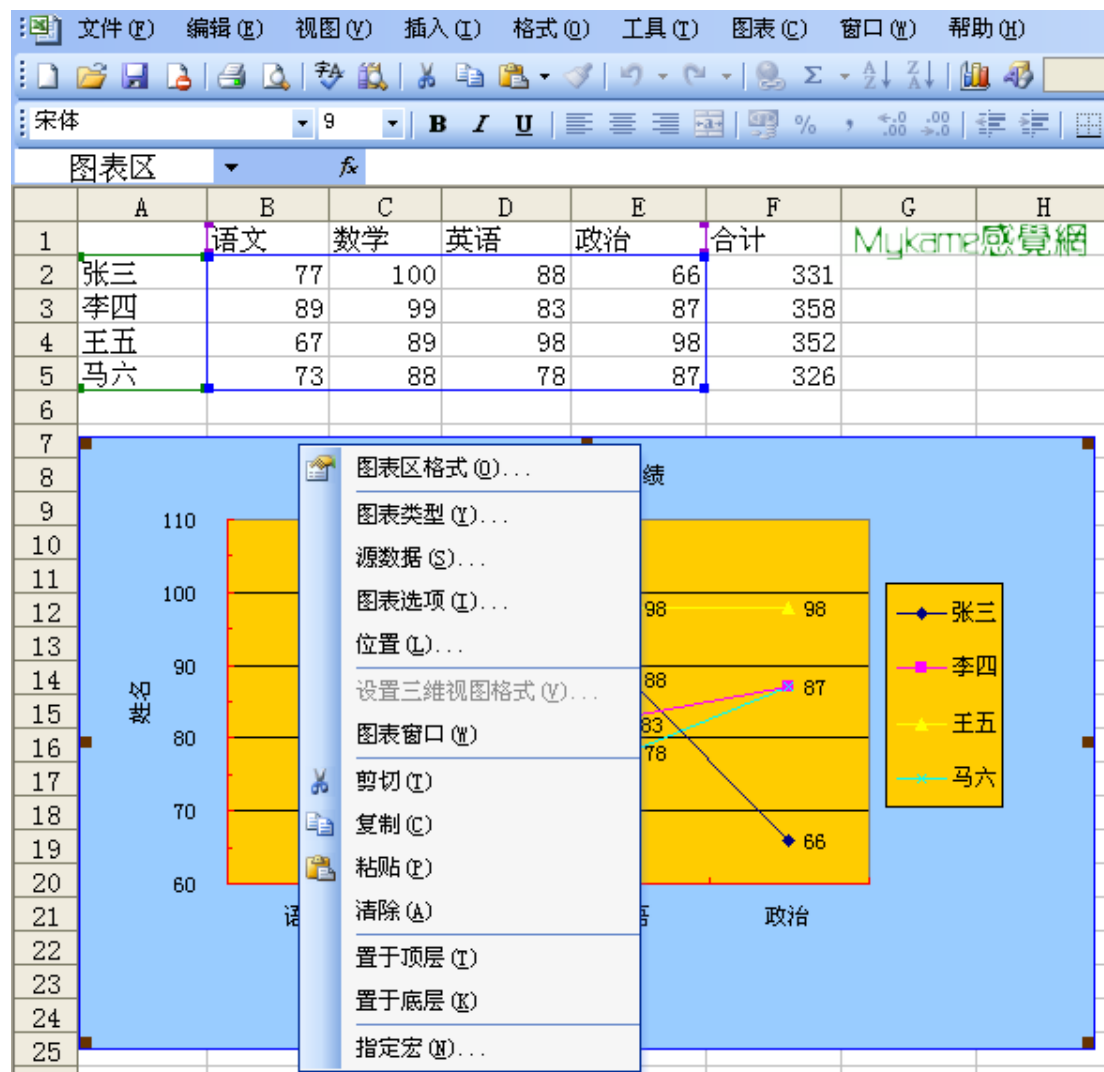 文件(F) 编辑(E) 视图(V) 插入(I) 格式(O) 工具(T) 图表(C) 窗口(W) 帮助(H)
宋体 9 B I U
图表区 fx
A B C D E F G H
1 语文 数学 英语 政治 合计 Mykame感覺網
2 张三 77 100 88 66 331
3 李四 89 99 83 87 358
4 王五 67 89 98 98 352
5 马六 73 88 78 87 326
6
7
8
9
10
11
12
13
14
15
16
17
18
19
20
21
22
23
24
25
绩
姓名
110
100
90
80
70
60
图表区格式(O)...
图表类型(Y)...
源数据(S)...
图表选项(I)...
位置(L)...
设置三维视图格式(V)...
图表窗口(W)
剪切(T)
复制(C)
粘贴(P)
清除(A)
置于顶层(T)
置于底层(K)
指定宏(N)...
98 98
88
87
83
78
66
政治
张三
李四
王五
马六